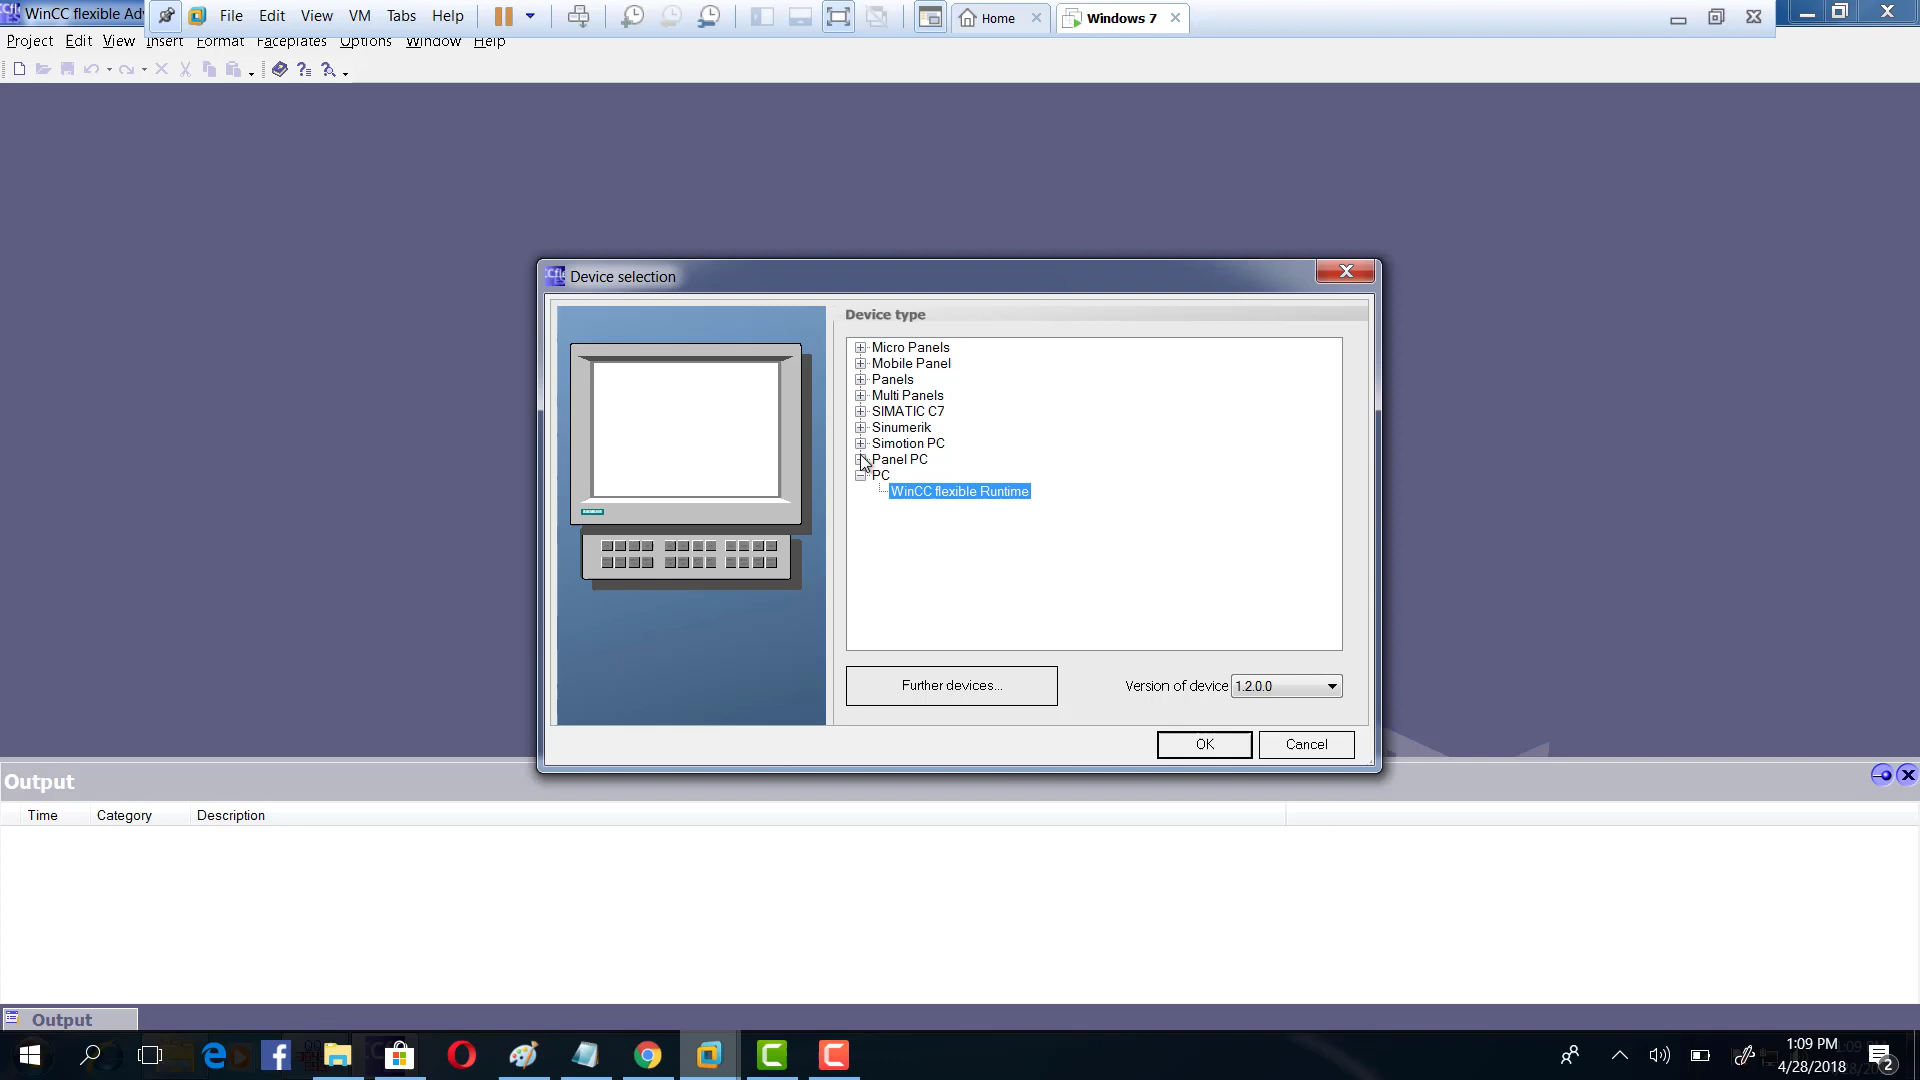 WinCC flexible Adv
File Edit View VM Tabs Help
Home
Windows 7
Project Edit View Insert Format Faceplates Options Window Help
Device selection
Device type
Micro Panels
Mobile Panel
Panels
Multi Panels
SIMATIC C7
Sinumerik
Simotion PC
Panel PC
PC
WinCC flexible Runtime
SIEMENS
Further devices...
Version of device 1.2.0.0
OK Cancel
Output
Time Category Description
Output
1:09 PM
4/28/2018
2